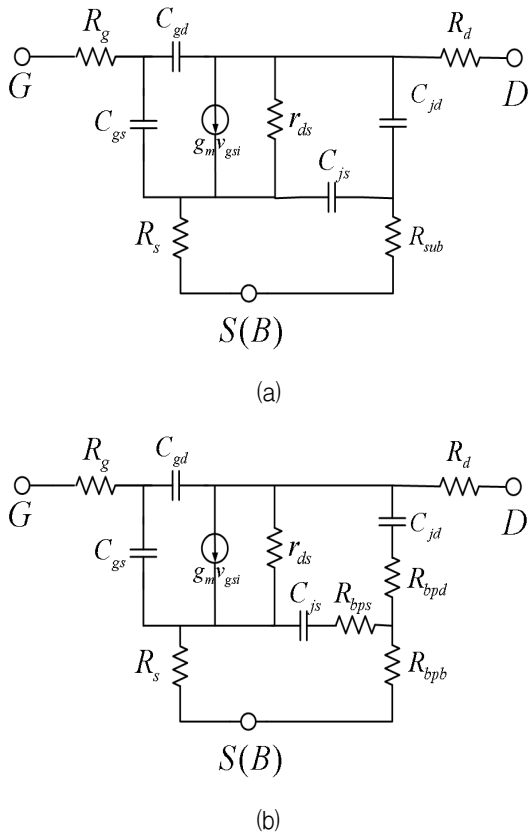 R_g C_gd R_d
G D
C_gs g_m v_gsi r_ds C_jd
C_js
R_s R_sub
S(B)
(a)
R_g C_gd R_d
G D
C_gs g_m v_gsi r_ds C_jd
C_js R_bps R_bpd
R_s R_bpb
S(B)
(b)